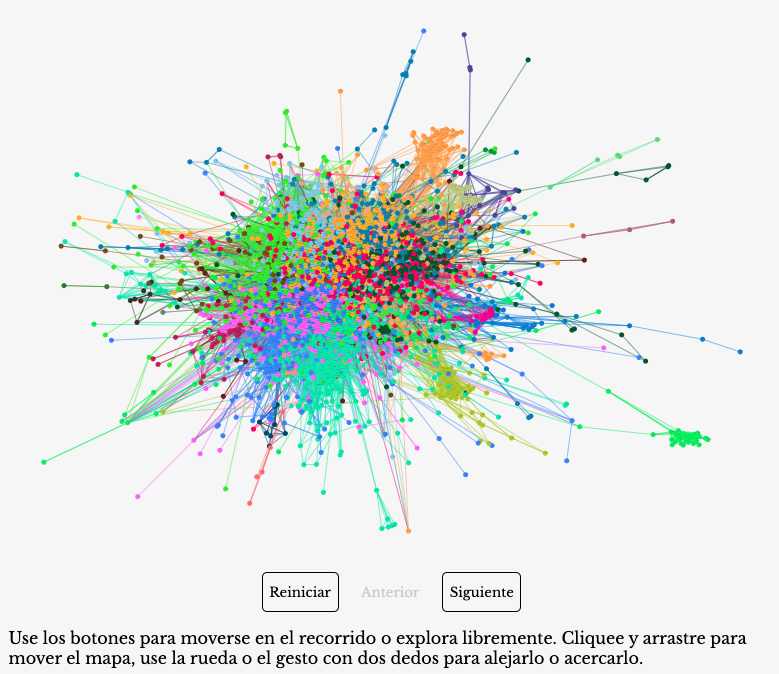 Reiniciar Anterior Siguiente
Use los botones para moverse en el recorrido o explora libremente. Cliquee y arrastre para
mover el mapa, use la rueda o el gesto con dos dedos para alejarlo o acercarlo.